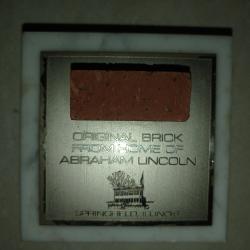 ORIGINAL BRICK
FROM HOME OF
ABRAHAM LINCOLN
SPRINGFIELD, ILLINOIS